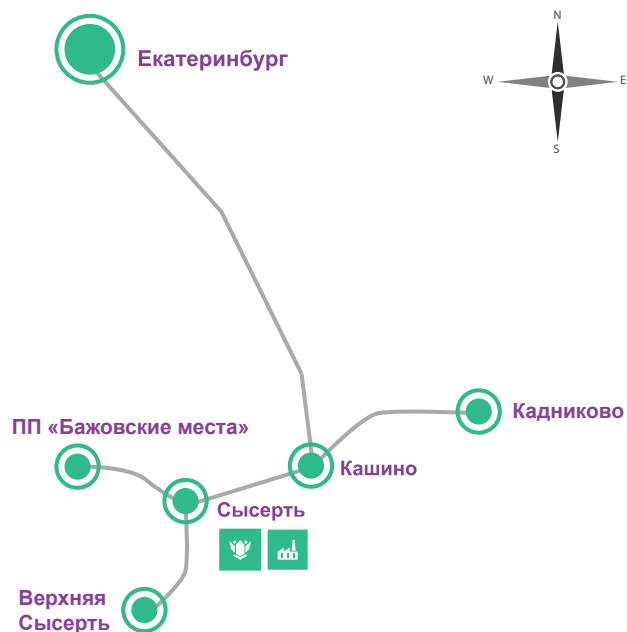 Екатеринбург
N
W
E
S
Кадниково
ПП «Бажовские места»
Кашино
Сысерть
Верхняя
Сысерть